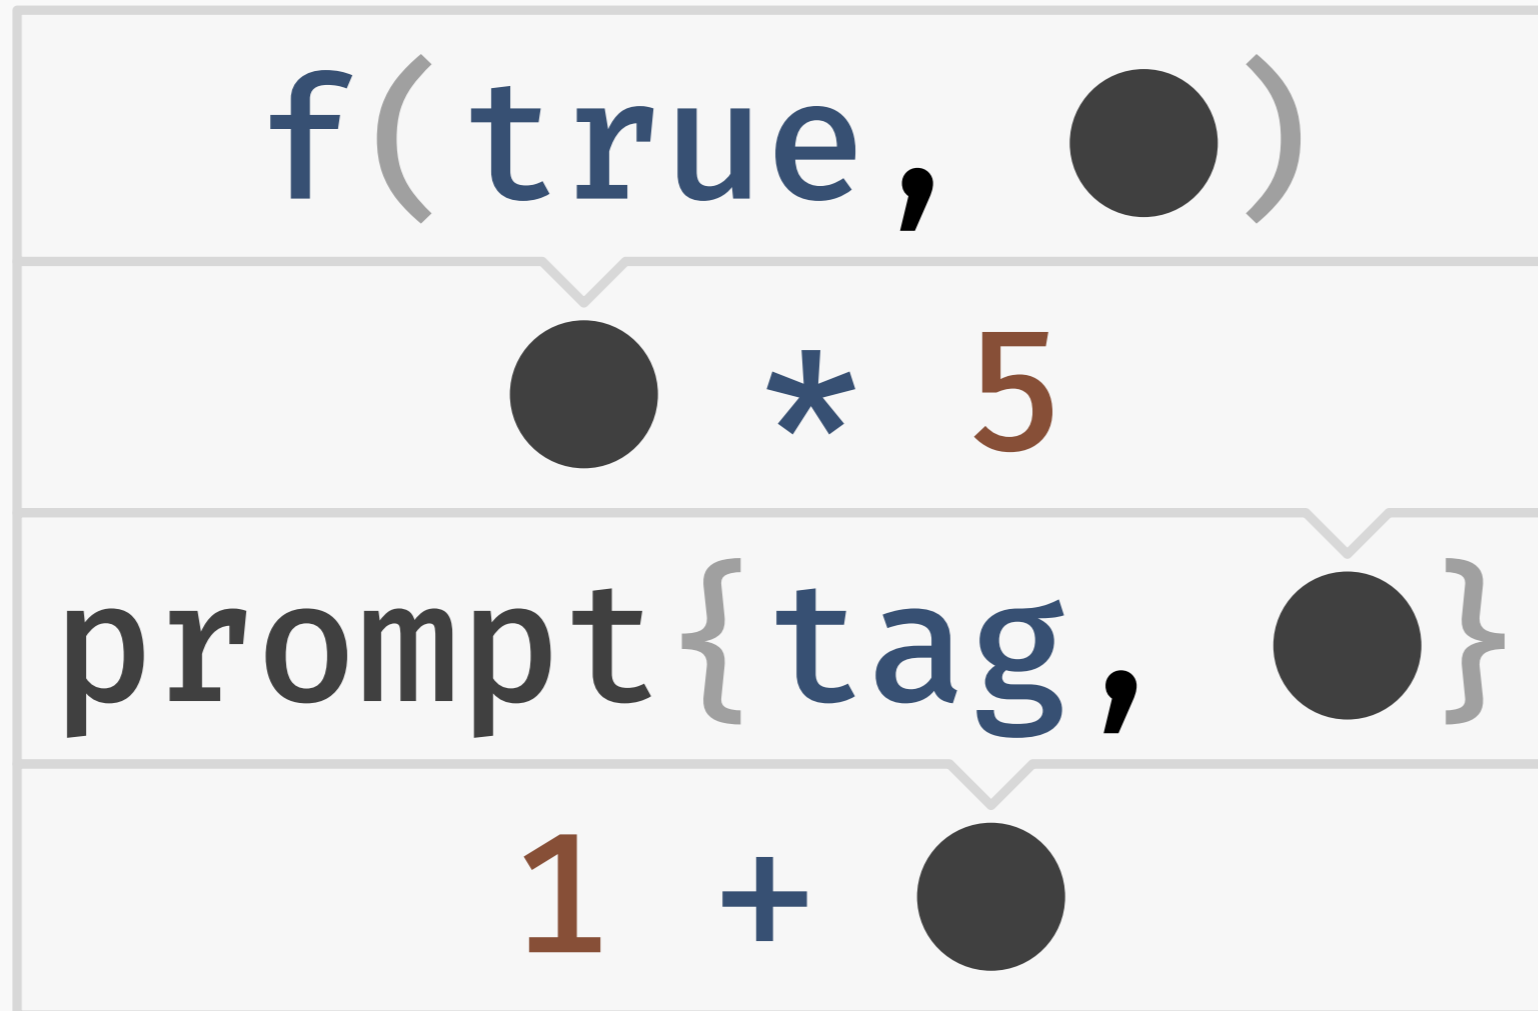 f(true, ●)
● * 5
prompt{tag, ●}
1 + ●